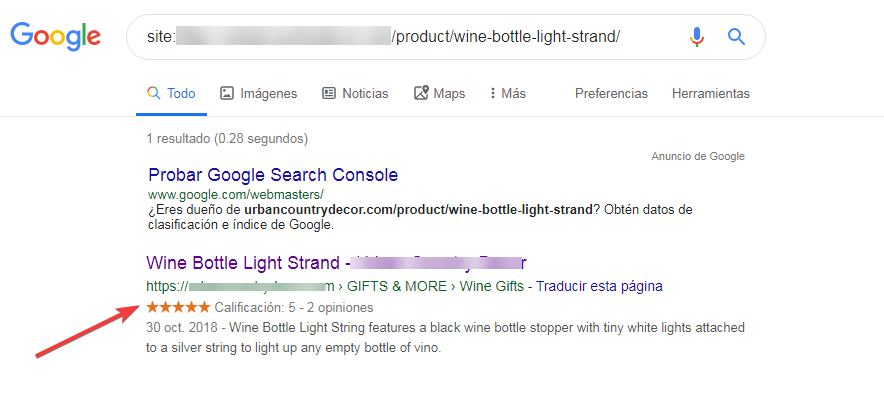 Google
site: /product/wine-bottle-light-strand/
Todo Imágenes Noticias Maps Más Preferencias Herramientas
1 resultado (0.28 segundos)
Anuncio de Google
Probar Google Search Console
www.google.com/webmasters/
¿Eres dueño de urbancountrydecor.com/product/wine-bottle-light-strand? Obtén datos de
clasificación e índice de Google.
Wine Bottle Light Strand -
https:// m › GIFTS & MORE › Wine Gifts - Traducir esta página
Calificación: 5 - 2 opiniones
30 oct. 2018 - Wine Bottle Light String features a black wine bottle stopper with tiny white lights attached
to a silver string to light up any empty bottle of vino.